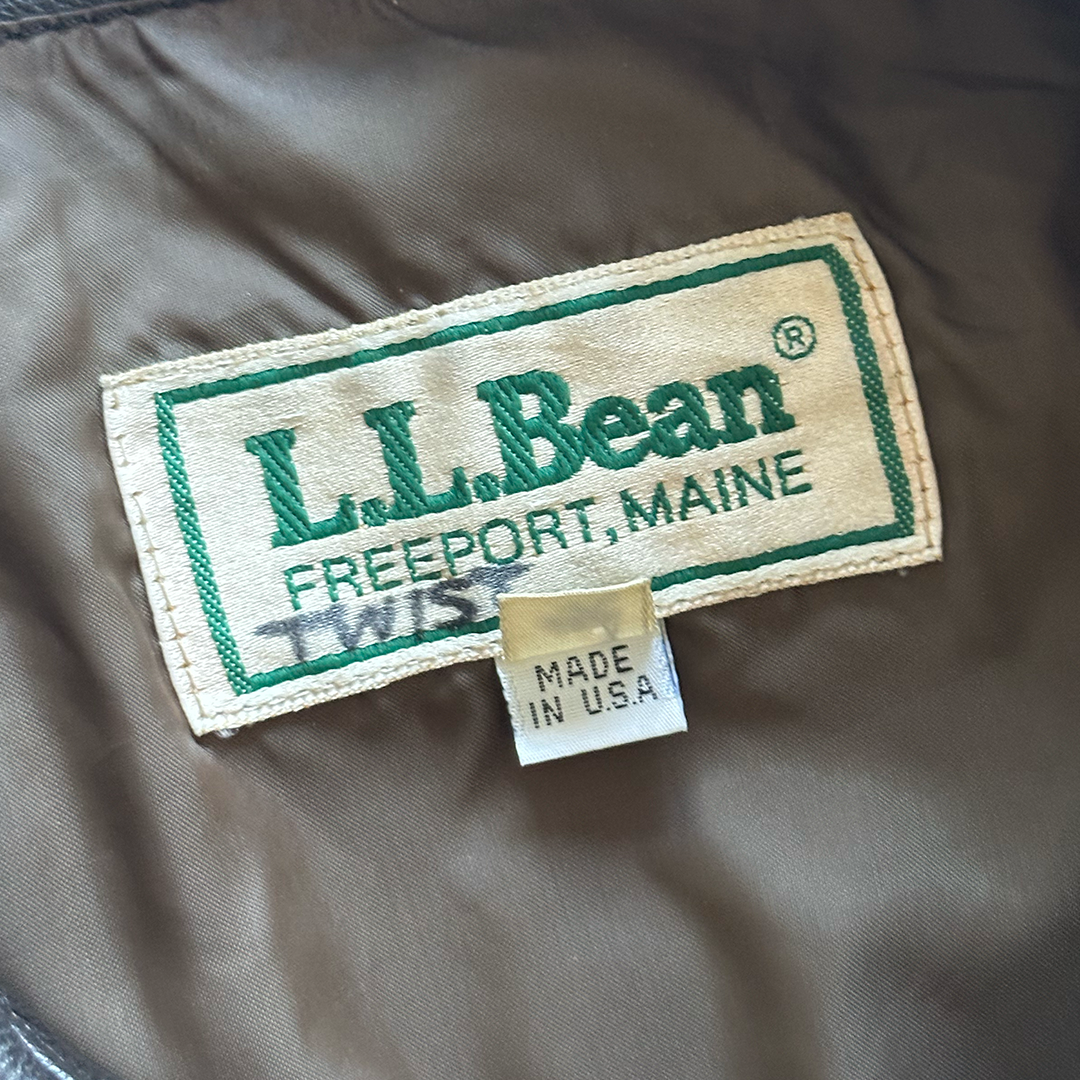 L.L.Bean®
FREEPORT, MAINE
TWIST
MADE
IN U.S.A